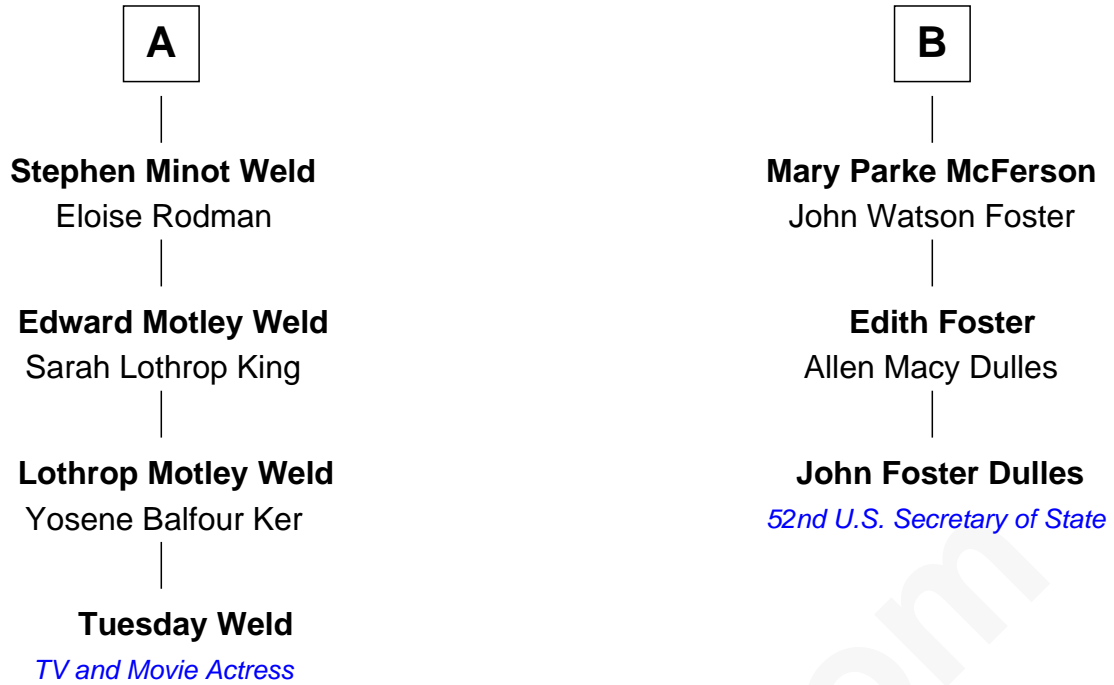 A
Stephen Minot Weld
Eloise Rodman
Edward Motley Weld
Sarah Lothrop King
Lothrop Motley Weld
Yosene Balfour Ker
Tuesday Weld
TV and Movie Actress
B
Mary Parke McFerson
John Watson Foster
Edith Foster
Allen Macy Dulles
John Foster Dulles
52nd U.S. Secretary of State
om